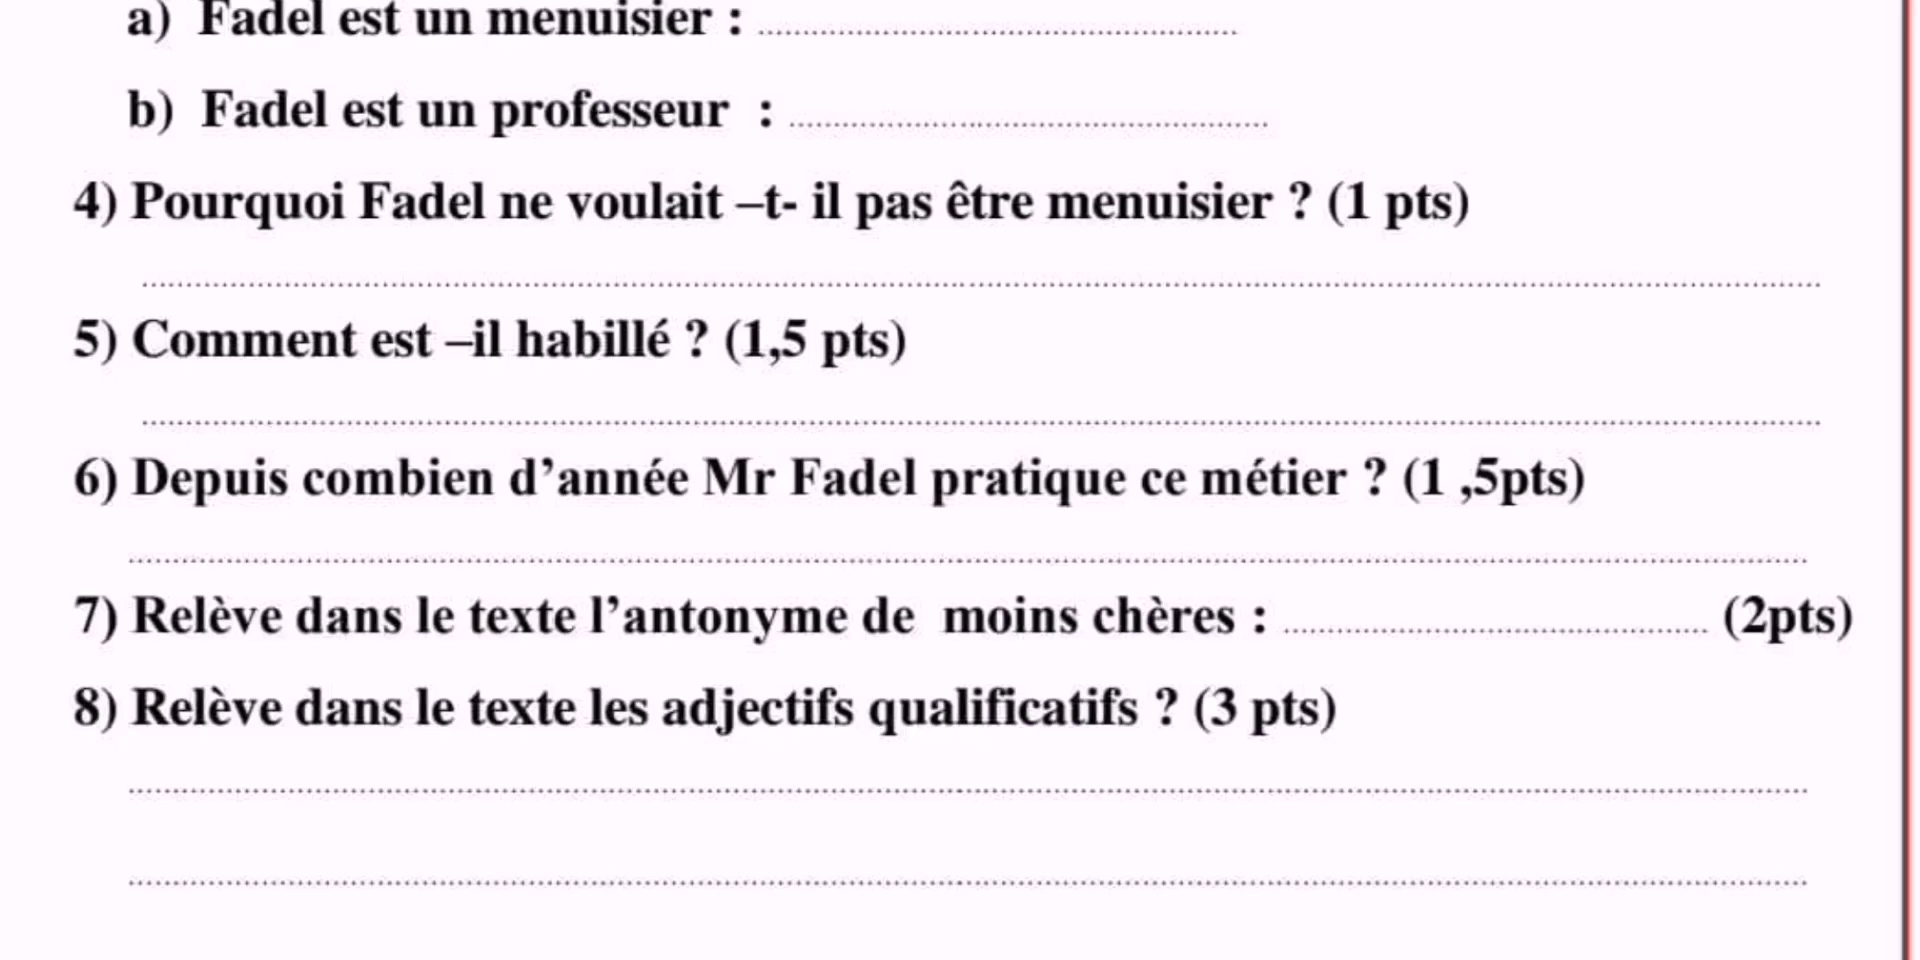 a) Fadel est un menuisier : ................................................
b) Fadel est un professeur : ................................................
4) Pourquoi Fadel ne voulait –t- il pas être menuisier ? (1 pts)
................................................................................
5) Comment est –il habillé ? (1,5 pts)
................................................................................
6) Depuis combien d’année Mr Fadel pratique ce métier ? (1 ,5pts)
................................................................................
7) Relève dans le texte l’antonyme de moins chères : ................................ (2pts)
8) Relève dans le texte les adjectifs qualificatifs ? (3 pts)
................................................................................
................................................................................